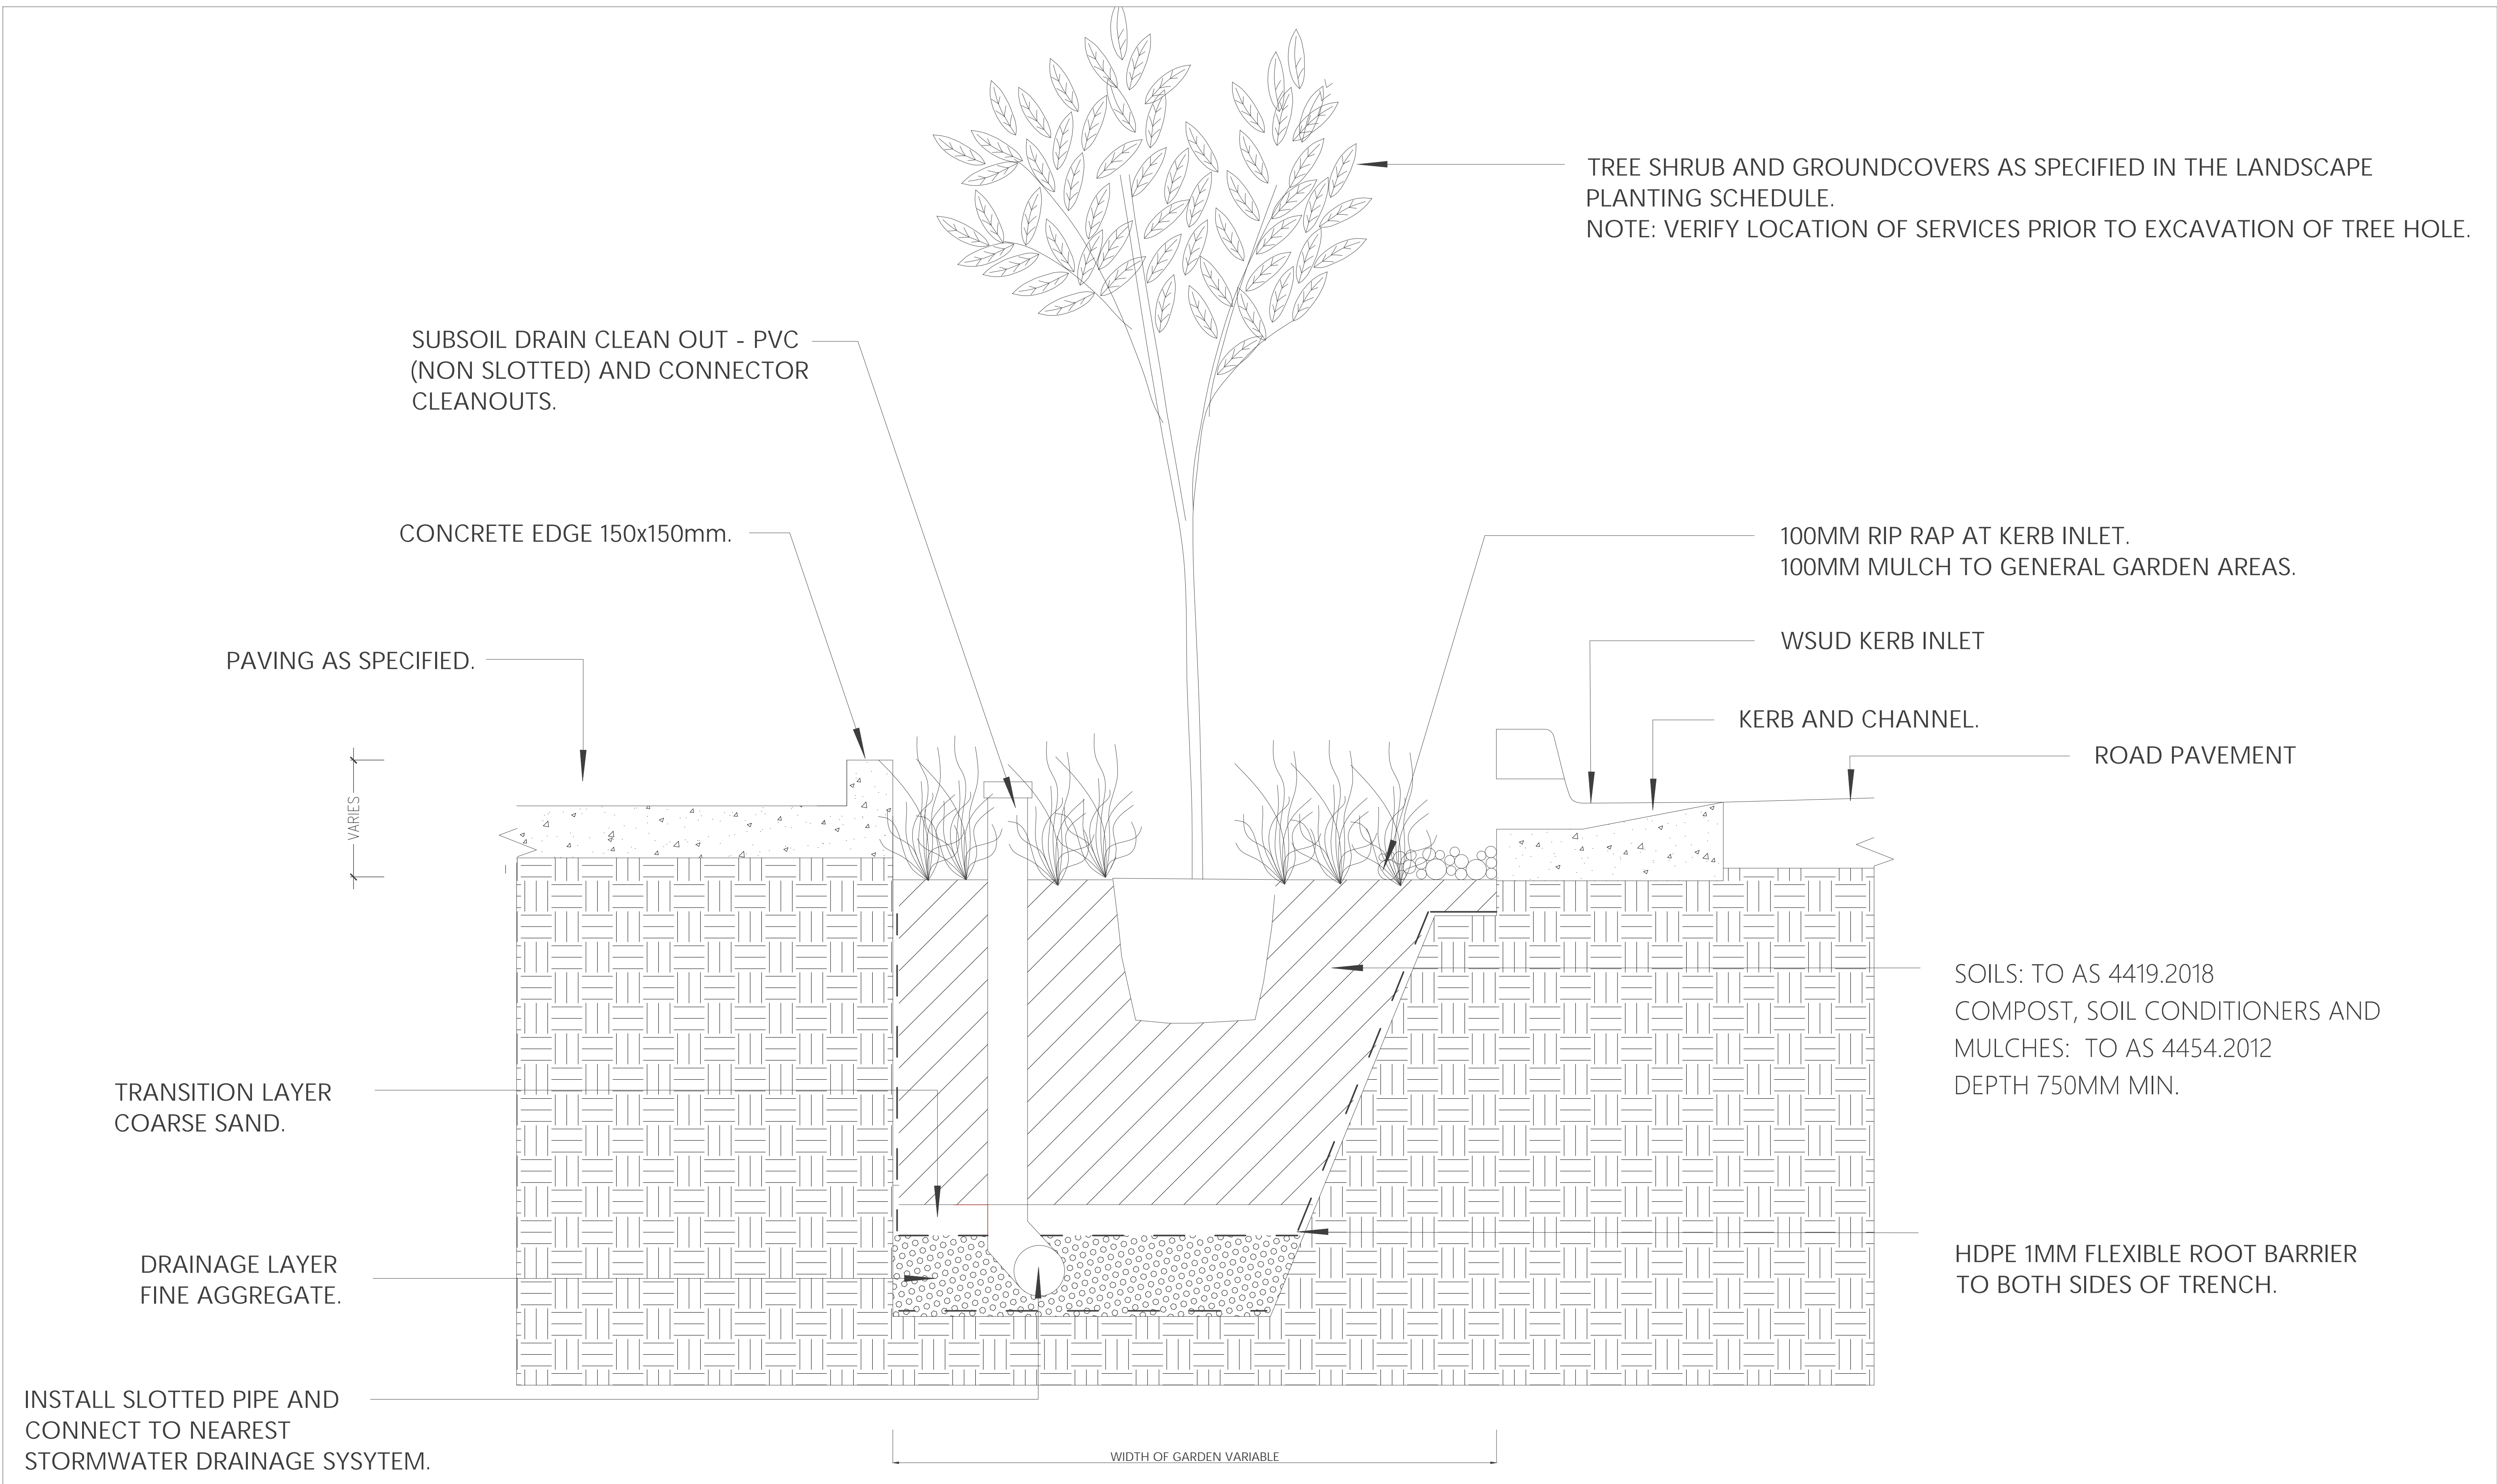 TREE SHRUB AND GROUNDCOVERS AS SPECIFIED IN THE LANDSCAPE
PLANTING SCHEDULE.
NOTE: VERIFY LOCATION OF SERVICES PRIOR TO EXCAVATION OF TREE HOLE.
SUBSOIL DRAIN CLEAN OUT - PVC
(NON SLOTTED) AND CONNECTOR
CLEANOUTS.
CONCRETE EDGE 150x150mm.
100MM RIP RAP AT KERB INLET.
100MM MULCH TO GENERAL GARDEN AREAS.
PAVING AS SPECIFIED.
WSUD KERB INLET
KERB AND CHANNEL.
ROAD PAVEMENT
VARIES
SOILS: TO AS 4419.2018
COMPOST, SOIL CONDITIONERS AND
MULCHES:  TO AS 4454.2012
DEPTH 750MM MIN.
TRANSITION LAYER
COARSE SAND.
DRAINAGE LAYER
FINE AGGREGATE.
HDPE 1MM FLEXIBLE ROOT BARRIER
TO BOTH SIDES OF TRENCH.
INSTALL SLOTTED PIPE AND
CONNECT TO NEAREST
STORMWATER DRAINAGE SYSYTEM.
WIDTH OF GARDEN VARIABLE